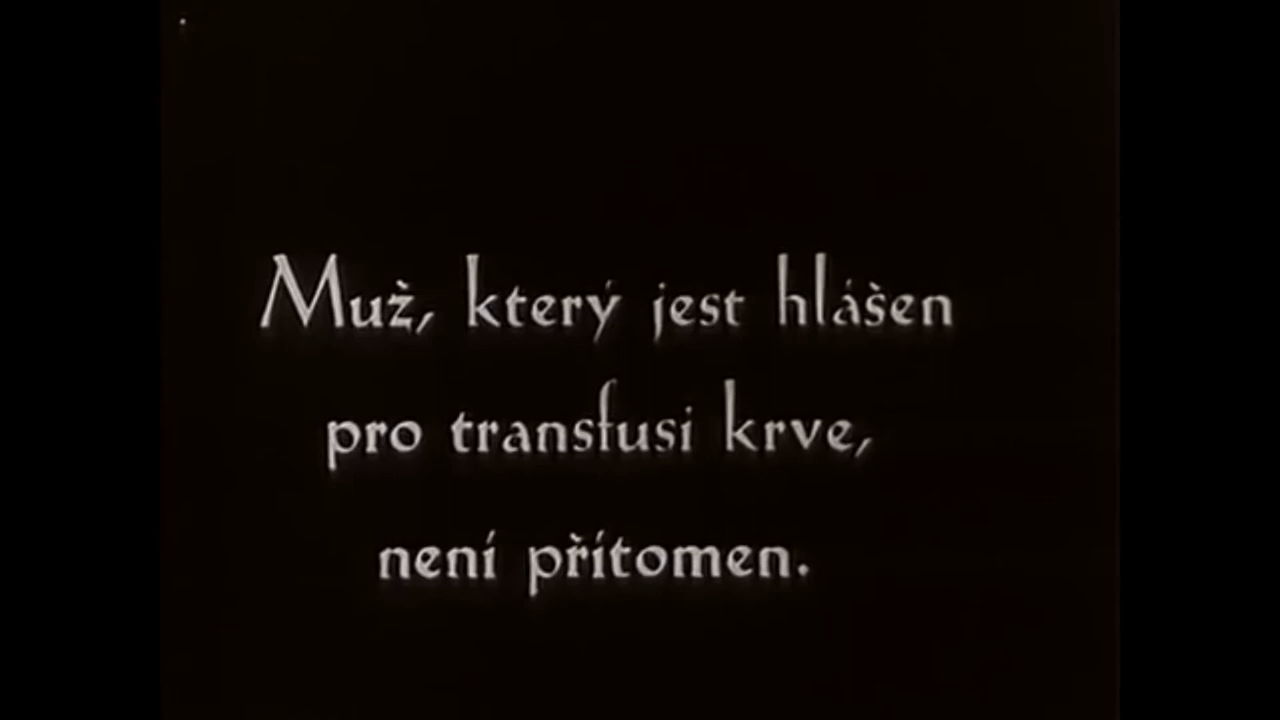 Muž, který jest hlášen
pro transfusi krve,
není přítomen.